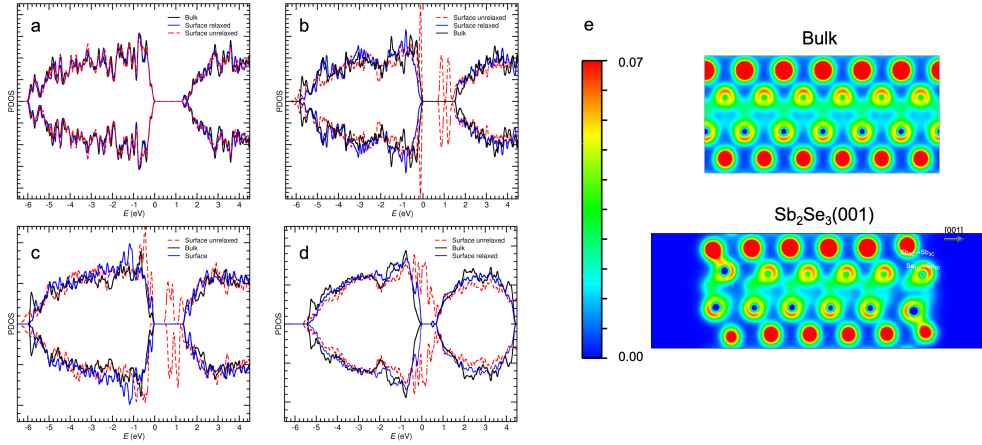 a
Bulk
Surface relaxed
Surface unrelaxed
PDOS
-6 -5 -4 -3 -2 -1 0 1 2 3 4
E (eV)
b
Surface unrelaxed
Surface relaxed
Bulk
PDOS
-6 -5 -4 -3 -2 -1 0 1 2 3 4
E (eV)
c
Surface unrelaxed
Bulk
Surface
PDOS
-6 -5 -4 -3 -2 -1 0 1 2 3 4
E (eV)
d
Surface unrelaxed
Bulk
Surface relaxed
PDOS
-6 -5 -4 -3 -2 -1 0 1 2 3 4
E (eV)
e
0.07
0.00
Bulk
Sb₂Se₃(001)
[001]